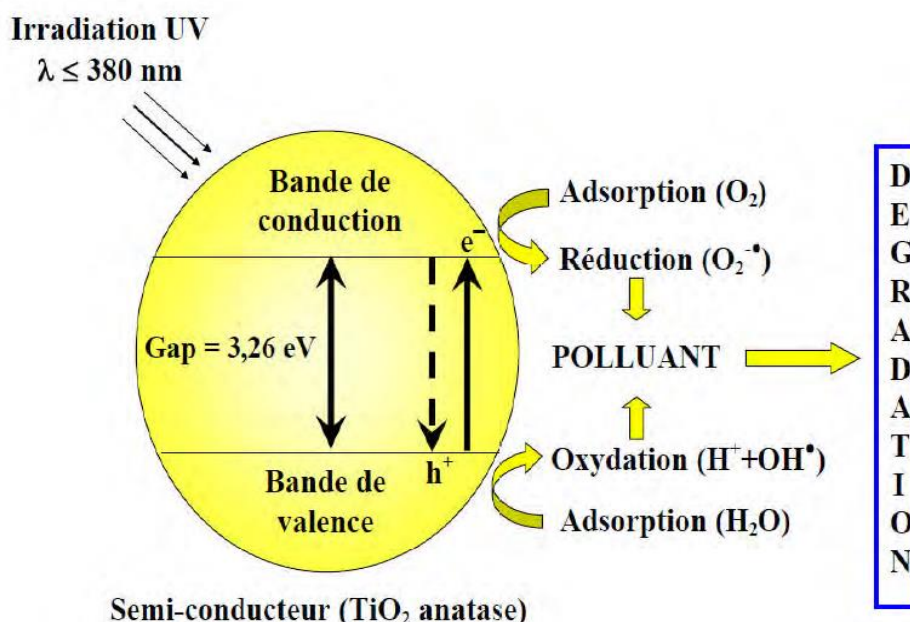 Irradiation UV
λ ≤ 380 nm
Bande de
conduction
e⁻
Gap = 3,26 eV
h⁺
Bande de
valence
Adsorption (O₂)
Réduction (O₂⁻•)
POLLUANT
Oxydation (H⁺+OH•)
Adsorption (H₂O)
D
E
G
R
A
D
A
T
I
O
N
Semi-conducteur (TiO₂ anatase)